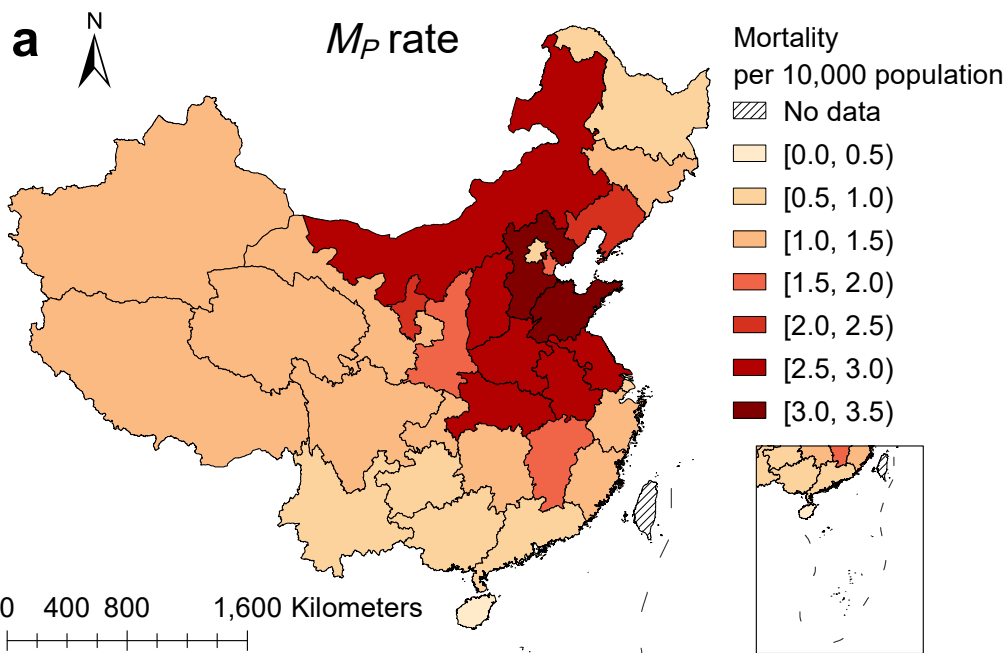 a
N
M_P rate
Mortality
per 10,000 population
No data
[0.0, 0.5)
[0.5, 1.0)
[1.0, 1.5)
[1.5, 2.0)
[2.0, 2.5)
[2.5, 3.0)
[3.0, 3.5)
0 400 800 1,600 Kilometers